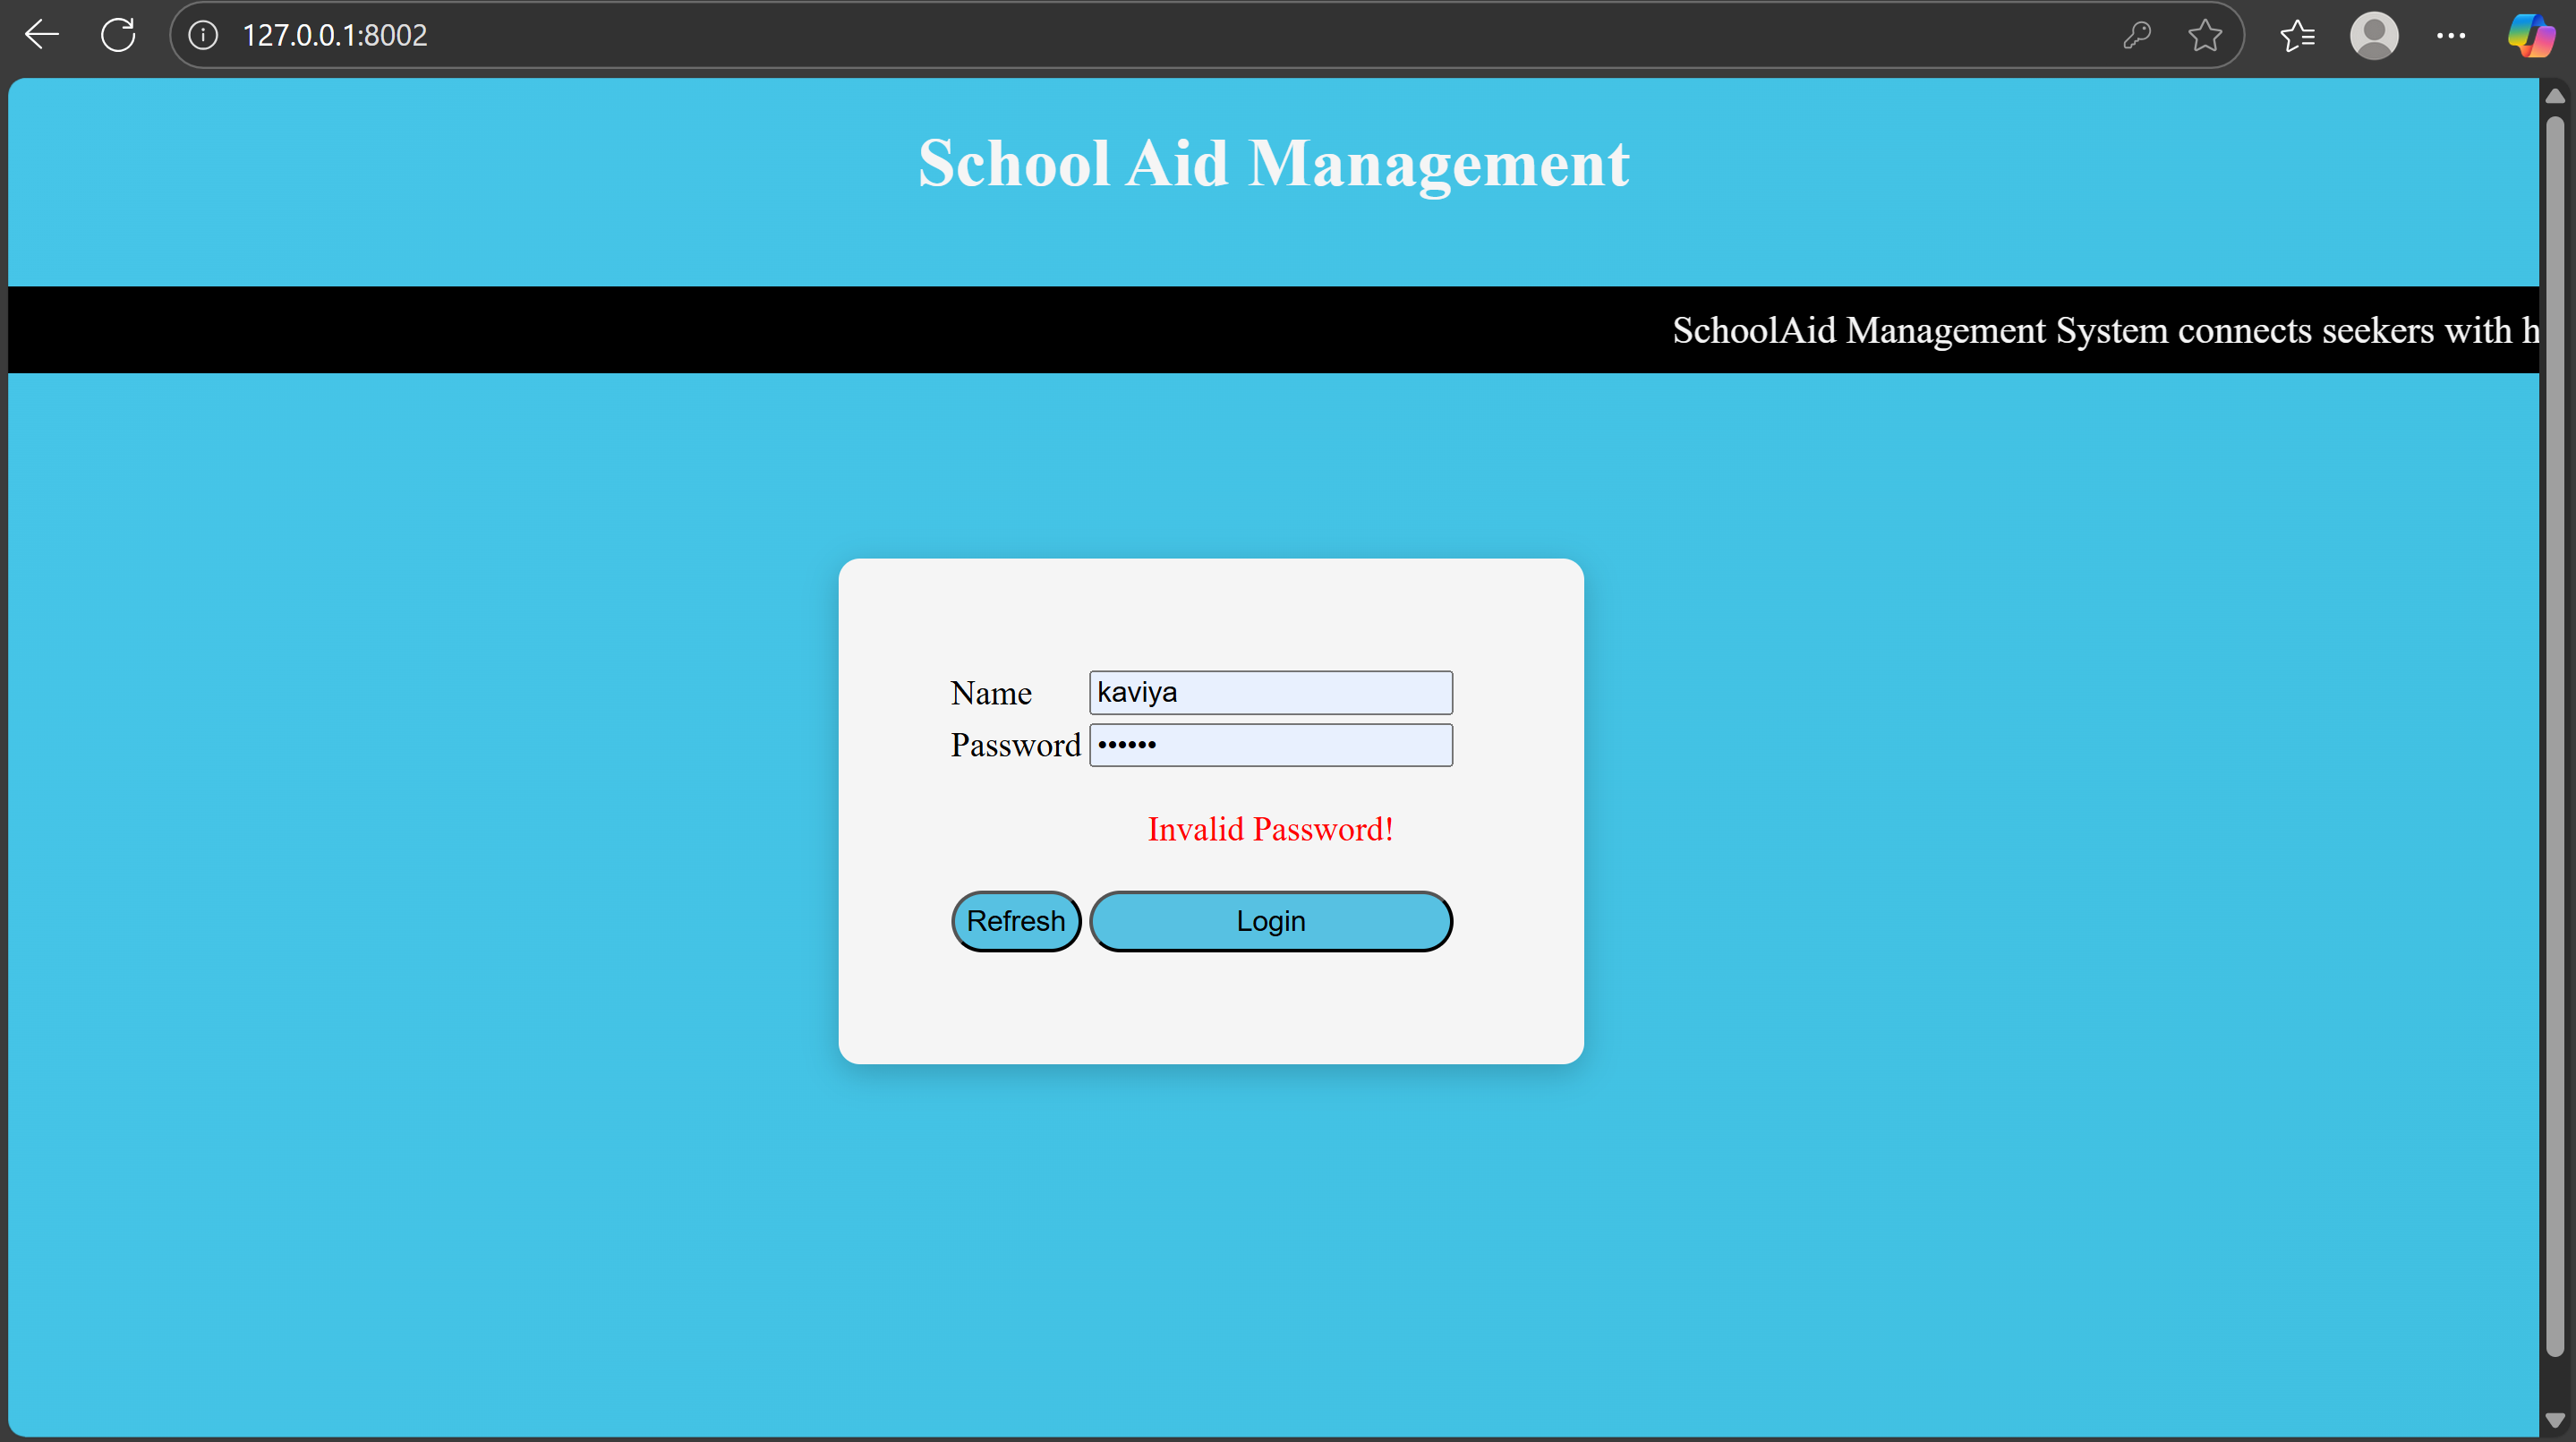 127.0.0.1:8002
School Aid Management
SchoolAid Management System connects seekers with h
Name kaviya
Password ••••••
Invalid Password!
Refresh Login